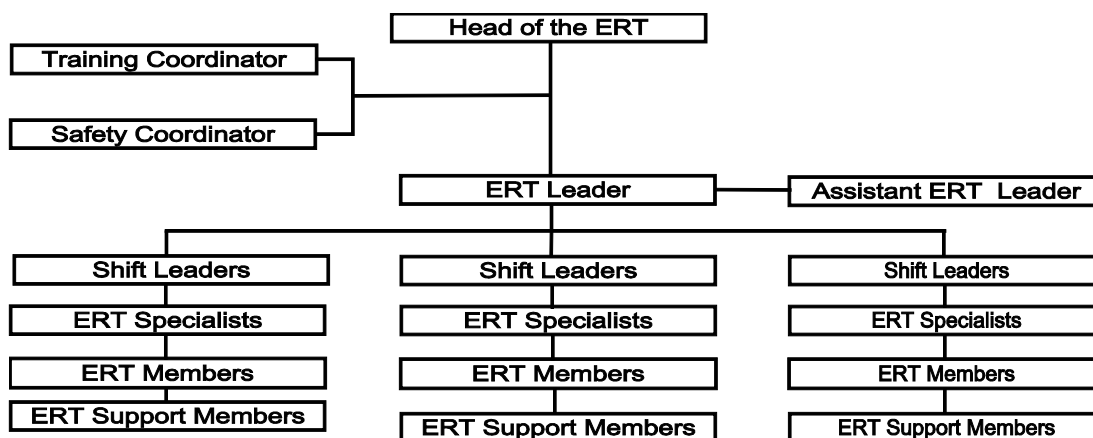 Head of the ERT
Training Coordinator
Safety Coordinator
ERT Leader
Assistant ERT Leader
Shift Leaders
Shift Leaders
Shift Leaders
ERT Specialists
ERT Specialists
ERT Specialists
ERT Members
ERT Members
ERT Members
ERT Support Members
ERT Support Members
ERT Support Members